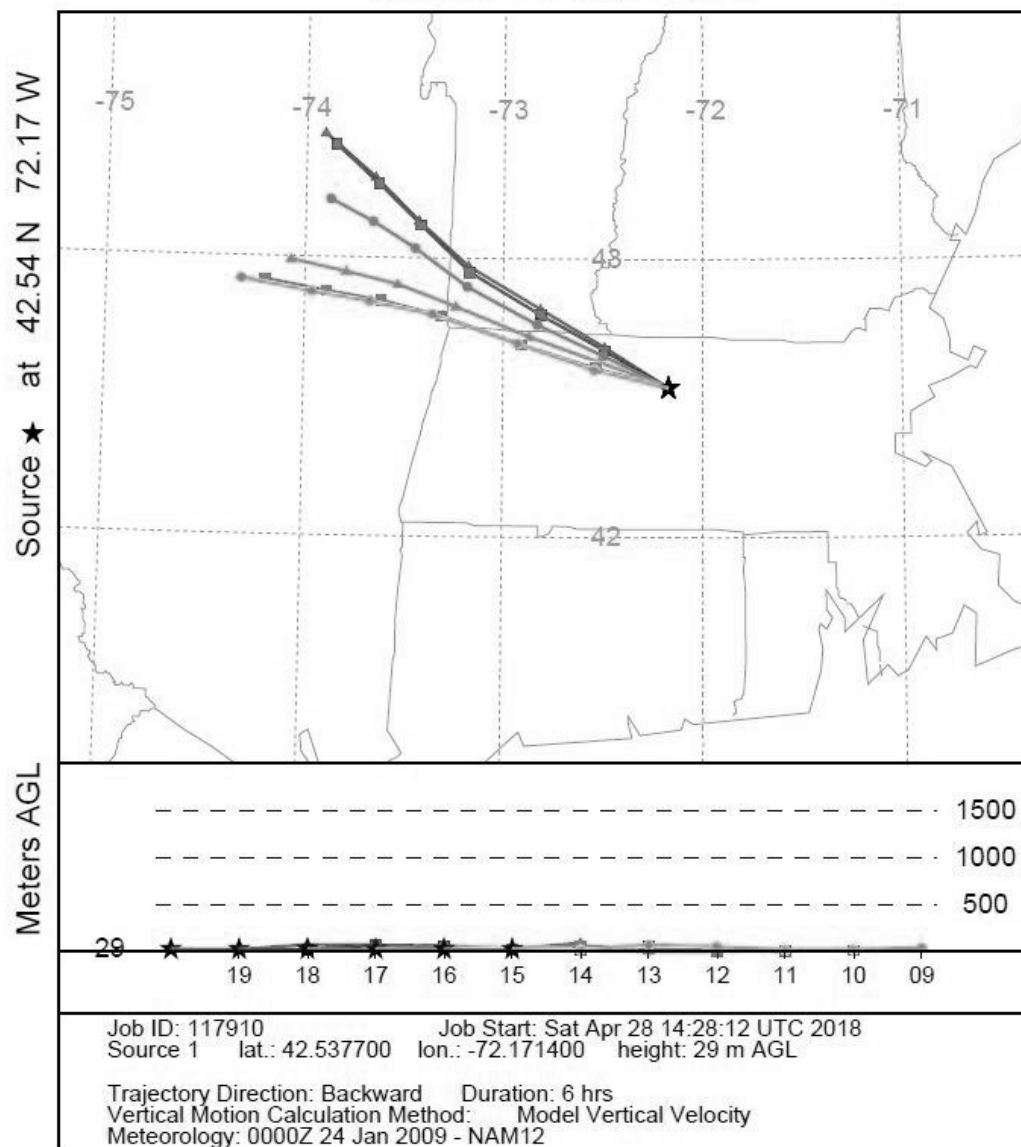 -75 -74 -73 -72 -71
43
42
Source ★ at 42.54 N 72.17 W
Meters AGL
1500
1000
500
29
19 18 17 16 15 14 13 12 11 10 09
Job ID: 117910 Job Start: Sat Apr 28 14:28:12 UTC 2018
Source 1 lat.: 42.537700 lon.: -72.171400 height: 29 m AGL
Trajectory Direction: Backward Duration: 6 hrs
Vertical Motion Calculation Method: Model Vertical Velocity
Meteorology: 0000Z 24 Jan 2009 - NAM12